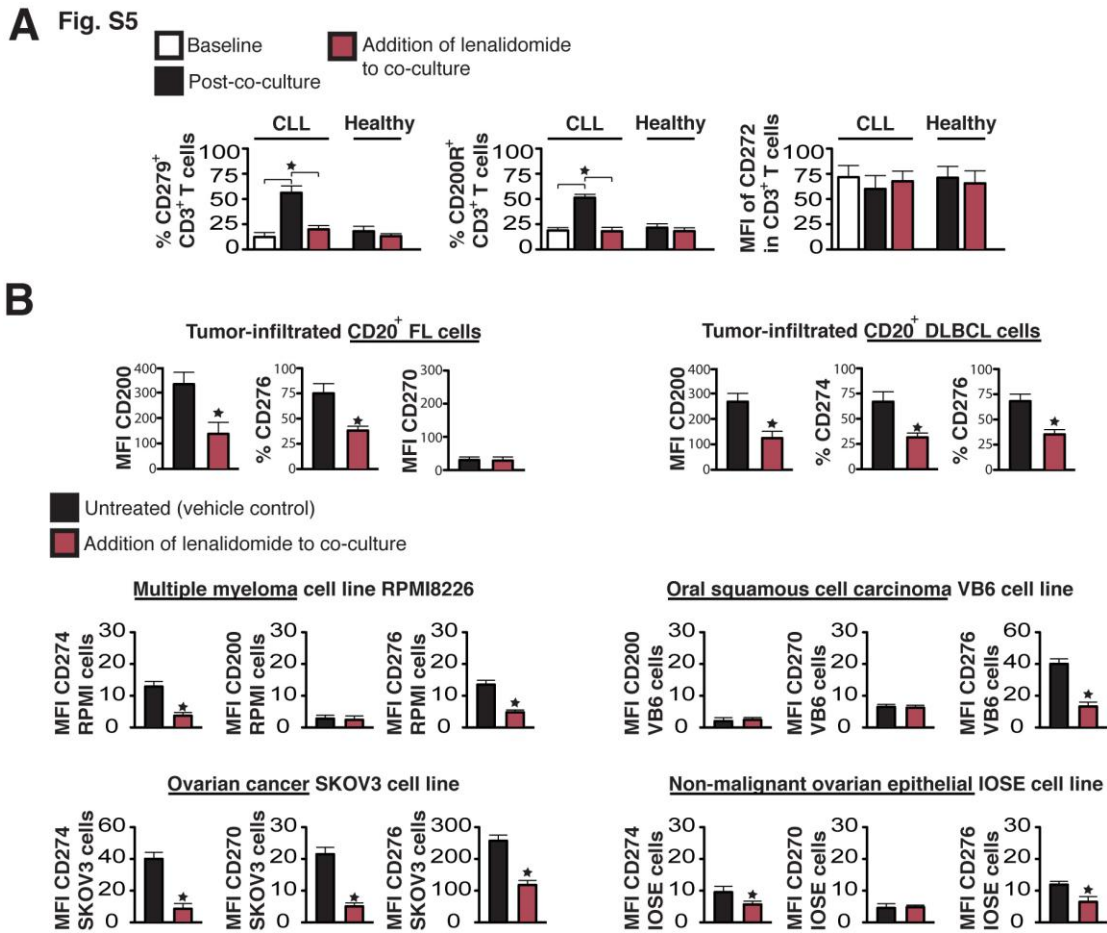 A Fig. S5
Baseline
Post-co-culture
Addition of lenalidomide
to co-culture
CLL Healthy
% CD279+
CD3+ T cells
100
75
50
25
0
★
CLL Healthy
% CD200R+
CD3+ T cells
100
75
50
25
0
★
CLL Healthy
MFI of CD272
in CD3+ T cells
100
75
50
25
0
B
Tumor-infiltrated CD20+ FL cells
MFI CD200
400
300
200
100
0
★
% CD276
100
75
50
25
0
★
MFI CD270
300
200
100
0
Tumor-infiltrated CD20+ DLBCL cells
MFI CD200
400
300
200
100
0
★
% CD274
100
75
50
25
0
★
% CD276
100
75
50
25
0
★
Untreated (vehicle control)
Addition of lenalidomide to co-culture
Multiple myeloma cell line RPMI8226
MFI CD274
RPMI cells
30
20
10
0
★
MFI CD200
RPMI cells
30
20
10
0
MFI CD276
RPMI cells
30
20
10
0
★
Oral squamous cell carcinoma VB6 cell line
MFI CD200
VB6 cells
30
20
10
0
MFI CD270
VB6 cells
30
20
10
0
MFI CD276
VB6 cells
60
40
20
0
★
Ovarian cancer SKOV3 cell line
MFI CD274
SKOV3 cells
60
40
20
0
★
MFI CD270
SKOV3 cells
30
20
10
0
★
MFI CD276
SKOV3 cells
300
200
100
0
★
Non-malignant ovarian epithelial IOSE cell line
MFI CD274
IOSE cells
30
20
10
0
★
MFI CD270
IOSE cells
30
20
10
0
MFI CD276
IOSE cells
30
20
10
0
★